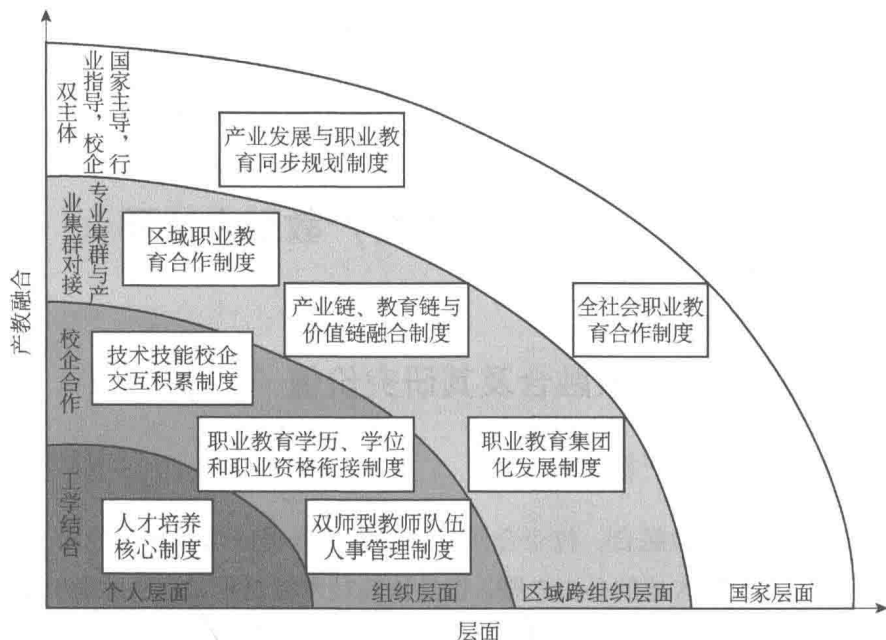 国家主导，行
业指导，校企
双主体
产业发展与职业教
育同步规划制度
专业集群与产
业集群对接
区域职业教
育合作制度
产业链、教育链与
价值链融合制度
全社会职业教
育合作制度
产教融合
校企合作
技术技能校企
交互积累制度
职业教育学历、学位
和职业资格衔接制度
职业教育集团
化发展制度
工学结合
人才培养
核心制度
双师型教师队伍
人事管理制度
个人层面
组织层面
区域跨组织层面
国家层面
层面